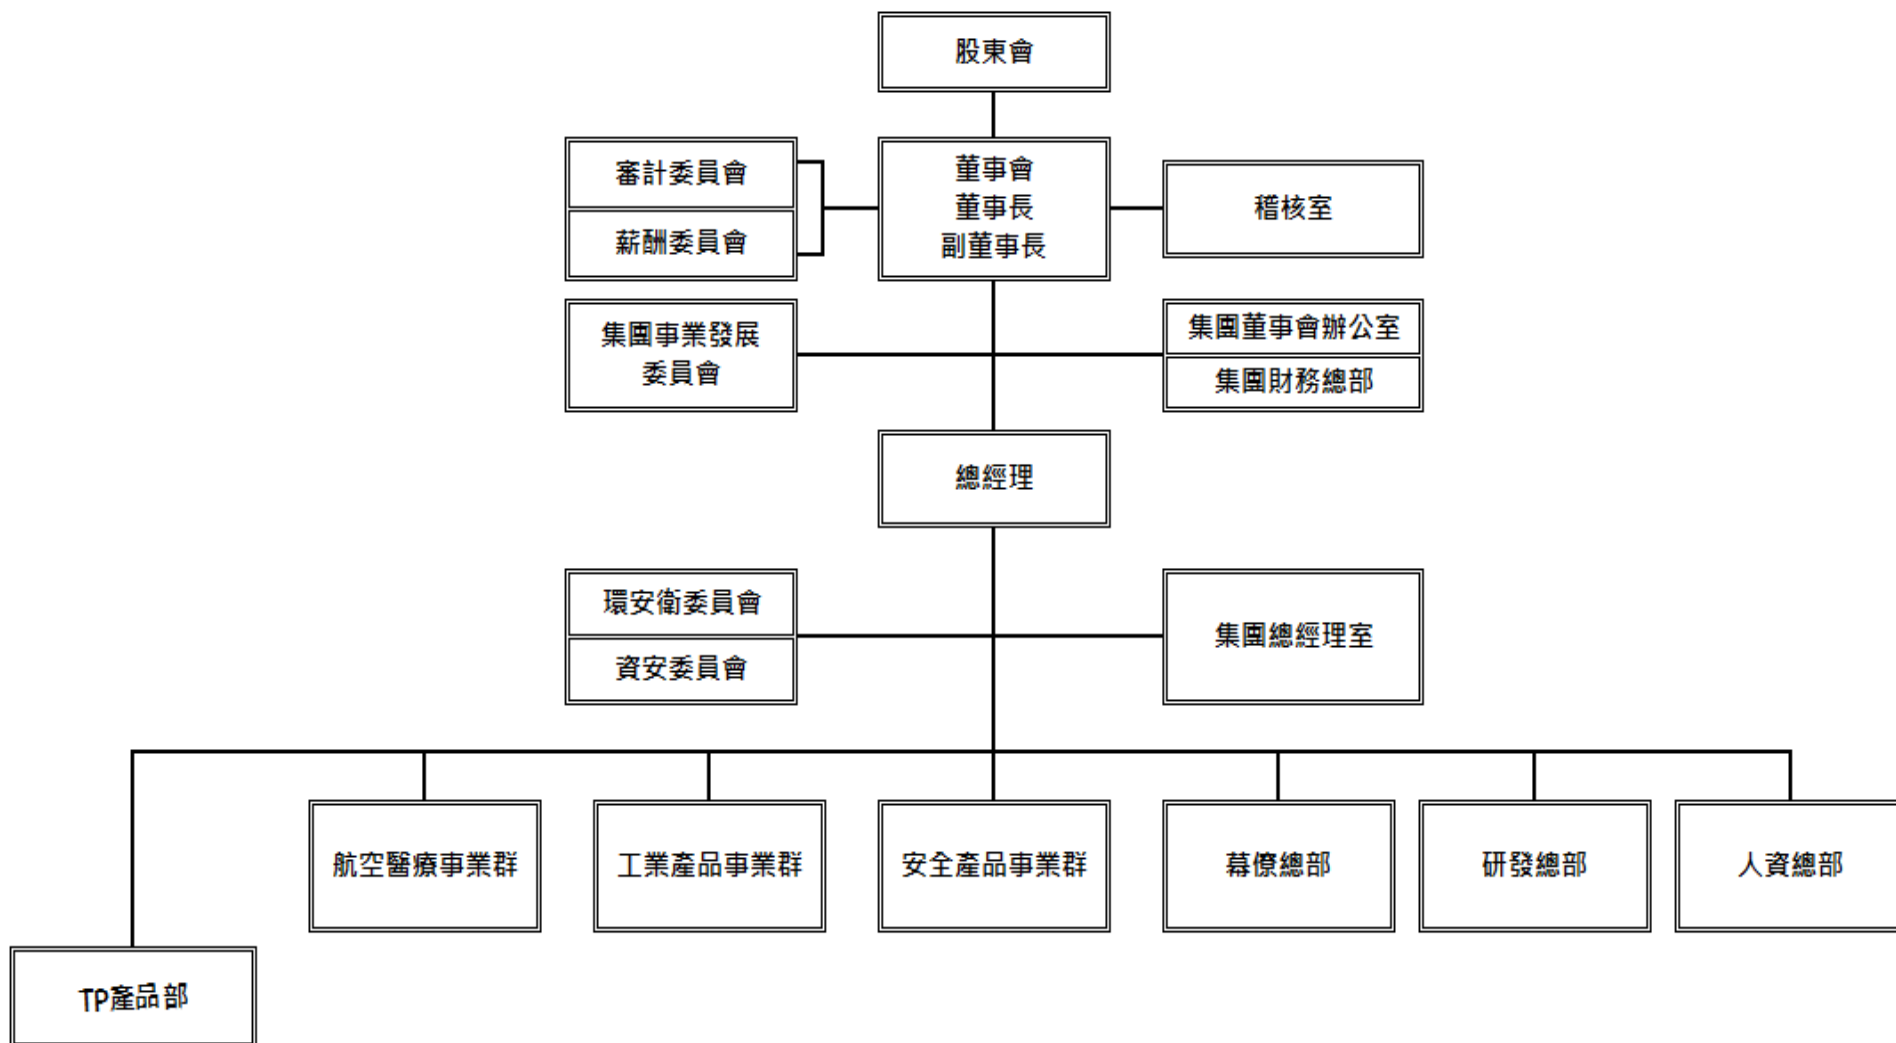 股東會
審計委員會
薪酬委員會
董事會
董事長
副董事長
稽核室
集團事業發展
委員會
集團董事會辦公室
集團財務總部
總經理
環安衛委員會
資安委員會
集團總經理室
航空醫療事業群
工業產品事業群
安全產品事業群
幕僚總部
研發總部
人資總部
TP產品部